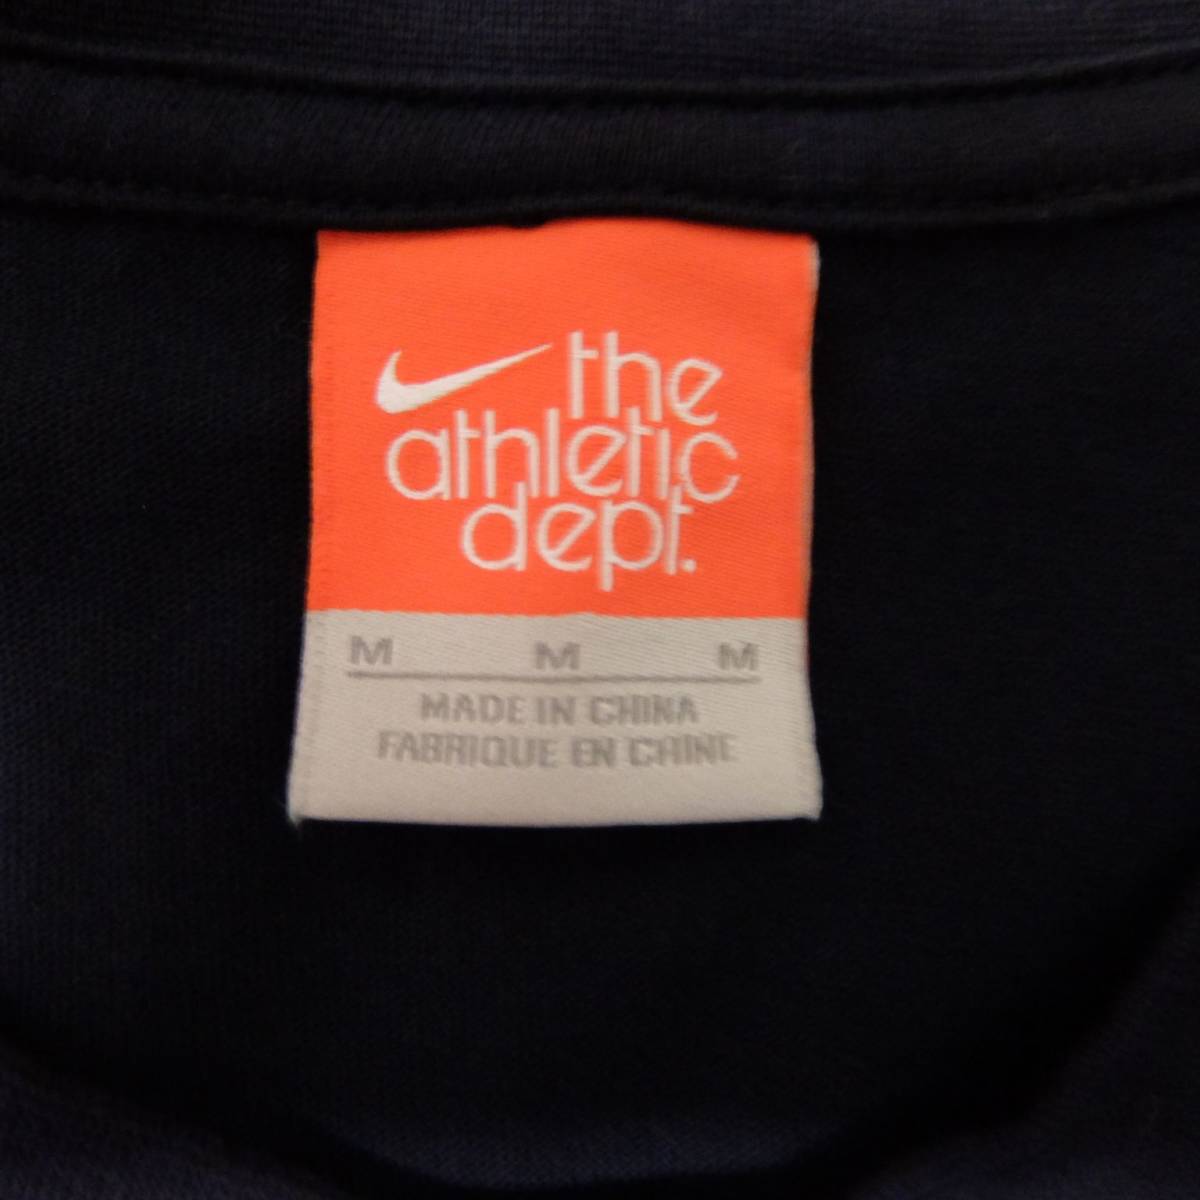 the
athletic
dept.
M M M
MADE IN CHINA
FABRIQUE EN CHINE